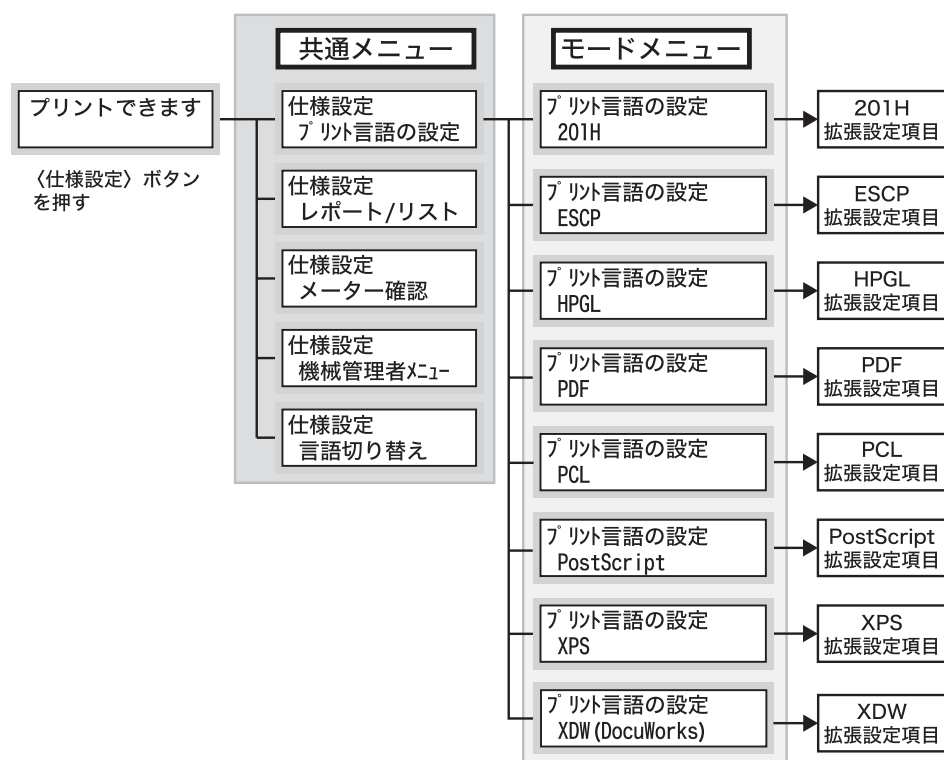 共通メニュー
モードメニュー
プリントできます
〈仕様設定〉ボタン
を押す
仕様設定
プリント言語の設定
仕様設定
レポート/リスト
仕様設定
メーター確認
仕様設定
機械管理者メニュー
仕様設定
言語切り替え
プリント言語の設定
201H
プリント言語の設定
ESCP
プリント言語の設定
HPGL
プリント言語の設定
PDF
プリント言語の設定
PCL
プリント言語の設定
PostScript
プリント言語の設定
XPS
プリント言語の設定
XDW(DocuWorks)
201H
拡張設定項目
ESCP
拡張設定項目
HPGL
拡張設定項目
PDF
拡張設定項目
PCL
拡張設定項目
PostScript
拡張設定項目
XPS
拡張設定項目
XDW
拡張設定項目